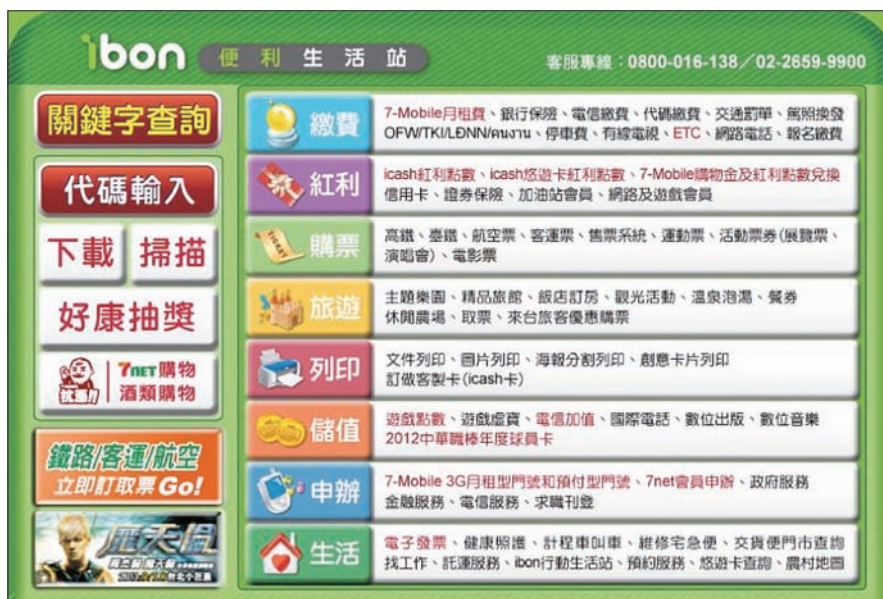 ibon 便利生活站
客服專線：0800-016-138／02-2659-9900
關鍵字查詢
代碼輸入
下載
掃描
好康抽獎
7NET購物
酒類購物
鐵路/客運/航空
立即訂取票Go!
繳費
7-Mobile月租費、銀行保險、電信繳費、代碼繳費、交通罰單、駕照換發
OFW/TKI/LĐNN/คนงาน、停車費、有線電視、ETC、網路電話、報名繳費
紅利
icash紅利點數、icash悠遊卡紅利點數、7-Mobile購物金及紅利點數兌換
信用卡、證券保險、加油站會員、網路及遊戲會員
購票
高鐵、臺鐵、航空票、客運票、售票系統、運動票、活動票券(展覽票、
演唱會)、電影票
旅遊
主題樂園、精品旅館、飯店訂房、觀光活動、溫泉泡湯、餐券
休閒農場、取票、來台旅客優惠購票
列印
文件列印、圖片列印、海報分割列印、創意卡片列印
訂做客製卡(icash卡)
儲值
遊戲點數、遊戲虛寶、電信加值、國際電話、數位出版、數位音樂
2012中華職棒年度球員卡
申辦
7-Mobile 3G月租型門號和預付型門號、7net會員申辦、政府服務
金融服務、電信服務、求職刊登
生活
電子發票、健康照護、計程車叫車、維修宅急便、交貨便門市查詢
找工作、託運服務、ibon行動生活站、預約服務、悠遊卡查詢、農村地圖